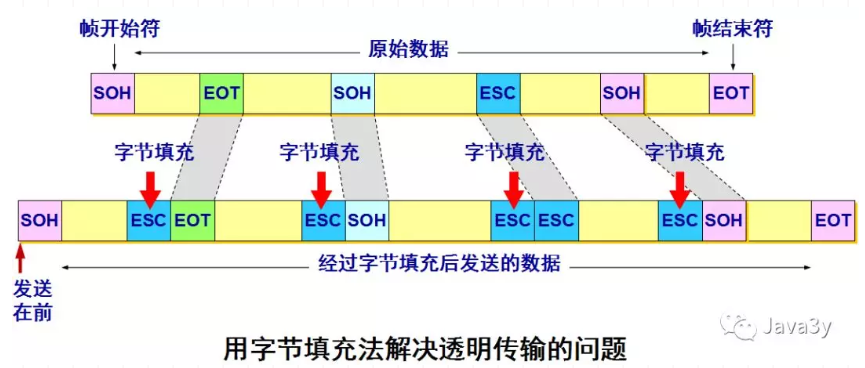 帧开始符 帧结束符
原始数据
SOH EOT SOH ESC SOH EOT
字节填充 字节填充 字节填充 字节填充
SOH ESC EOT ESC SOH ESC ESC ESC SOH EOT
经过字节填充后发送的数据
发送
在前
Java3y
用字节填充法解决透明传输的问题